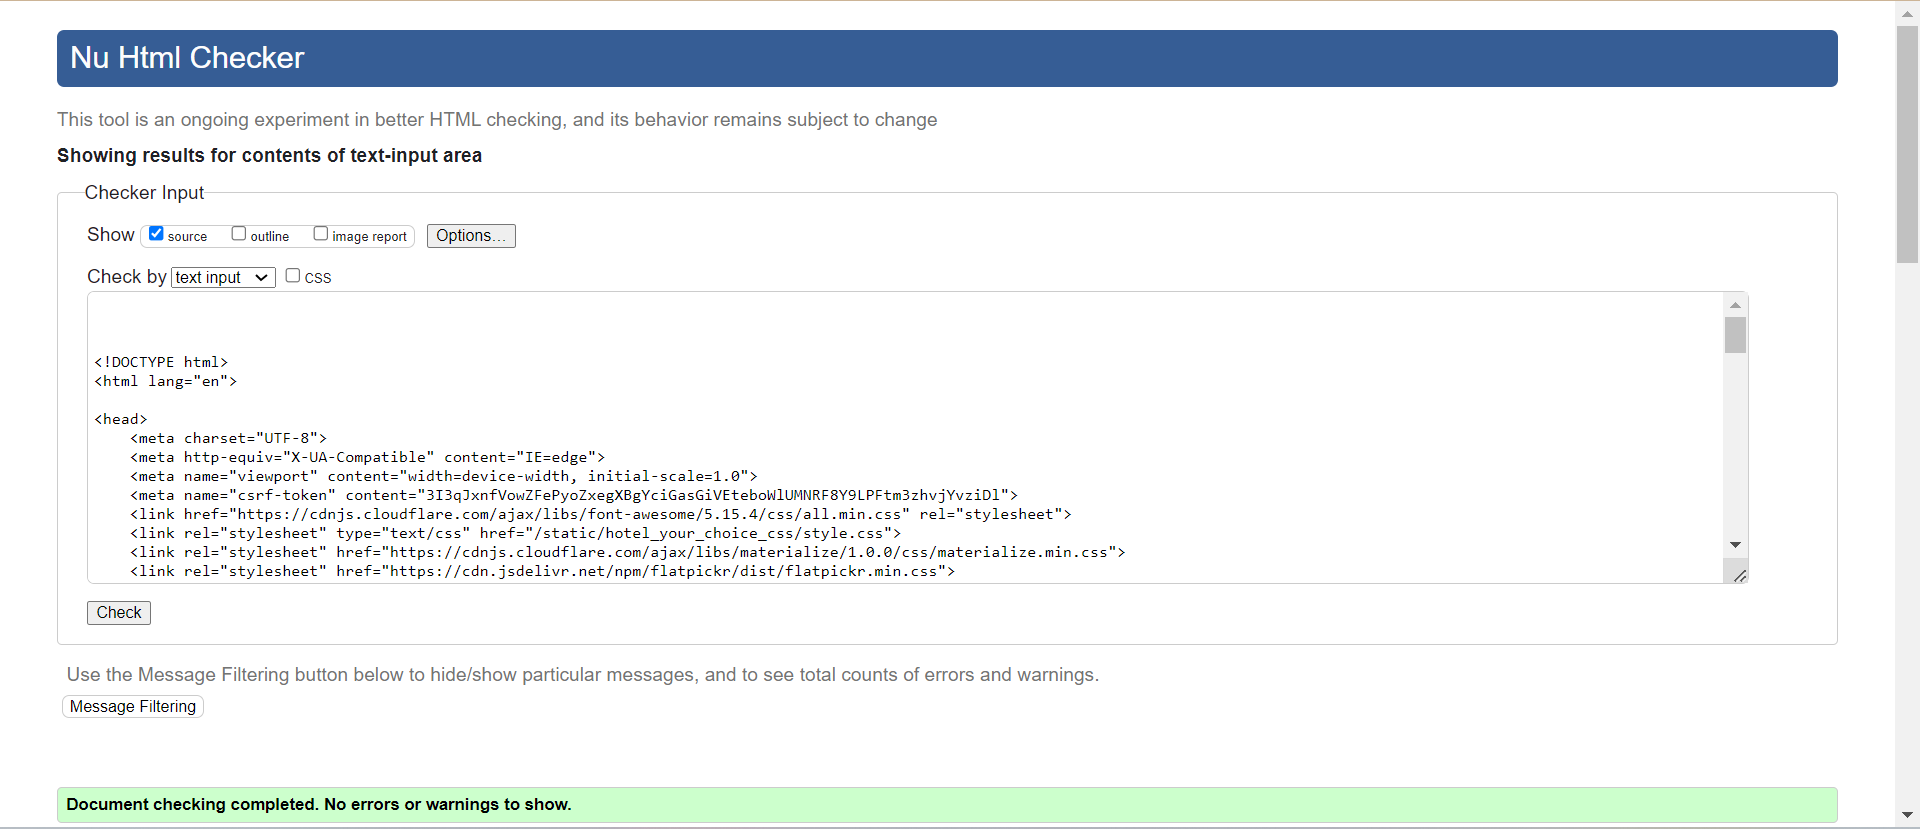 Nu Html Checker
This tool is an ongoing experiment in better HTML checking, and its behavior remains subject to change
Showing results for contents of text-input area
Checker Input
Show source outline image report Options...
Check by text input CSS
<!DOCTYPE html>
<html lang="en">
<head>
<meta charset="UTF-8">
<meta http-equiv="X-UA-Compatible" content="IE=edge">
<meta name="viewport" content="width=device-width, initial-scale=1.0">
<meta name="csrf-token" content="3I3qJxnfVowZFePyoZxegXBgYciGasGiVEteboWlUMNRF8Y9LPFtm3zhvjYvziDl">
<link href="https://cdnjs.cloudflare.com/ajax/libs/font-awesome/5.15.4/css/all.min.css" rel="stylesheet">
<link rel="stylesheet" type="text/css" href="/static/hotel_your_choice_css/style.css">
<link rel="stylesheet" href="https://cdnjs.cloudflare.com/ajax/libs/materialize/1.0.0/css/materialize.min.css">
<link rel="stylesheet" href="https://cdn.jsdelivr.net/npm/flatpickr/dist/flatpickr.min.css">
Check
Use the Message Filtering button below to hide/show particular messages, and to see total counts of errors and warnings.
Message Filtering
Document checking completed. No errors or warnings to show.